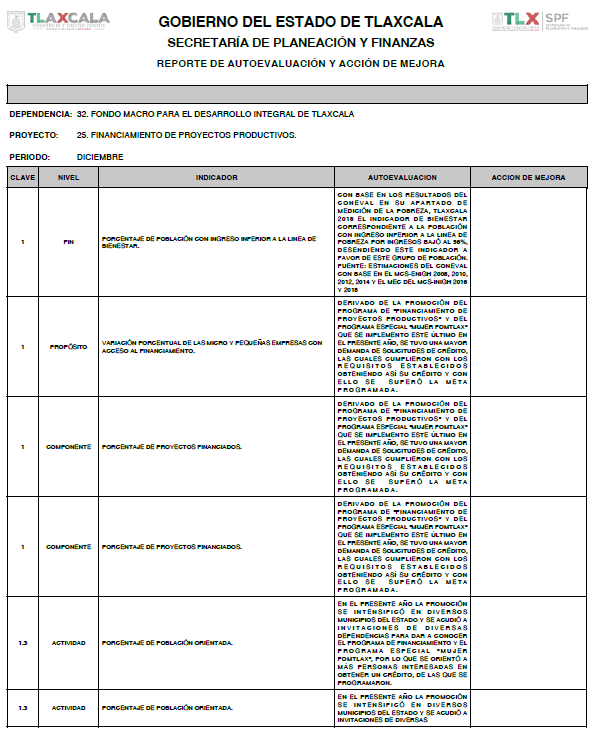 TLAXCALA
CONSTRUIR Y CRECER JUNTOS
GOBIERNO DEL ESTADO DE TLAXCALA
TLX SPF
SECRETARÍA DE PLANEACIÓN Y FINANZAS
REPORTE DE AUTOEVALUACIÓN Y ACCIÓN DE MEJORA
DEPENDENCIA: 32. FONDO MACRO PARA EL DESARROLLO INTEGRAL DE TLAXCALA
PROYECTO: 25. FINANCIAMIENTO DE PROYECTOS PRODUCTIVOS.
PERIODO: DICIEMBRE
CLAVE NIVEL INDICADOR AUTOEVALUACION ACCION DE MEJORA
1 FIN
PORCENTAJE DE POBLACIÓN CON INGRESO INFERIOR A LA LINEA DE
BIENESTAR.
CON BASE EN LOS RESULTADOS DEL
CONEVAL EN SU APARTADO DE
MEDICIÓN DE LA POBREZA, TLAXCALA
2018 EL INDICADOR DE BIENESTAR
CORRESPONDIENTE A LA POBLACIÓN
CON INGRESO INFERIOR A LA LINEA DE
POBREZA POR INGRESOS BAJÓ AL 56%,
DESENDIENDO ESTE INDICADOR A
FAVOR DE ESTE GRUPO DE POBLACIÓN.
FUENTE: ESTIMACIONES DEL CONEVAL
CON BASE EN EL MCS-ENIGH 2008, 2010,
2012, 2014 Y EL MEC DEL MCS-INIGH 2016
Y 2018
1 PROPÓSITO
VARIACIÓN PORCENTUAL DE LAS MICRO Y PEQUEÑAS EMPRESAS CON
ACCESO AL FINANCIAMIENTO.
DERIVADO DE LA PROMOCIÓN DEL
PROGRAMA DE "FINANCIAMIENTO DE
PROYECTOS PRODUCTIVOS" Y DEL
PROGRAMA ESPECIAL "MUJER FOMTLAX"
QUE SE IMPLEMENTO ESTE ÚLTIMO EN
EL PRESENTE AÑO, SE TUVO UNA MAYOR
DEMANDA DE SOLICITUDES DE CRÉDITO,
LAS CUALES CUMPLIERON CON LOS
REQUISITOS ESTABLECIDOS
OBTENIENDO ASÍ SU CRÉDITO Y CON
ELLO SE SUPERÓ LA META
PROGRAMADA.
1 COMPONENTE PORCENTAJE DE PROYECTOS FINANCIADOS.
DERIVADO DE LA PROMOCIÓN DEL
PROGRAMA DE "FINANCIAMIENTO DE
PROYECTOS PRODUCTIVOS" Y DEL
PROGRAMA ESPECIAL "MUJER FOMTLAX"
QUE SE IMPLEMENTO ESTE ÚLTIMO EN
EL PRESENTE AÑO, SE TUVO UNA MAYOR
DEMANDA DE SOLICITUDES DE CRÉDITO,
LAS CUALES CUMPLIERON CON LOS
REQUISITOS ESTABLECIDOS
OBTENIENDO ASÍ SU CRÉDITO Y CON
ELLO SE SUPERÓ LA META
PROGRAMADA.
1 COMPONENTE PORCENTAJE DE PROYECTOS FINANCIADOS.
DERIVADO DE LA PROMOCIÓN DEL
PROGRAMA DE "FINANCIAMIENTO DE
PROYECTOS PRODUCTIVOS" Y DEL
PROGRAMA ESPECIAL "MUJER FOMTLAX"
QUE SE IMPLEMENTO ESTE ÚLTIMO EN
EL PRESENTE AÑO, SE TUVO UNA MAYOR
DEMANDA DE SOLICITUDES DE CRÉDITO,
LAS CUALES CUMPLIERON CON LOS
REQUISITOS ESTABLECIDOS
OBTENIENDO ASÍ SU CRÉDITO Y CON
ELLO SE SUPERÓ LA META
PROGRAMADA.
1.3 ACTIVIDAD PORCENTAJE DE POBLACIÓN ORIENTADA.
EN EL PRESENTE AÑO LA PROMOCIÓN
SE INTENSIFICÓ EN DIVERSOS
MUNICIPIOS DEL ESTADO Y SE AGUDIÓ A
INVITACIONES DE DIVERSAS
DEPENDENCIAS PARA DAR A CONOCER
EL PROGRAMA DE FINANCIAMIENTO Y EL
PROGRAMA ESPECIAL "MUJER
FOMTLAX", POR LO QUE SE ORIENTÓ A
MÁS PERSONAS INTERESADAS EN
OBTENER UN CRÉDITO, DE LAS QUE SE
PROGRAMARON.
1.3 ACTIVIDAD PORCENTAJE DE POBLACIÓN ORIENTADA.
EN EL PRESENTE AÑO LA PROMOCIÓN
SE INTENSIFICÓ EN DIVERSOS
MUNICIPIOS DEL ESTADO Y SE AGUDIÓ A
INVITACIONES DE DIVERSAS